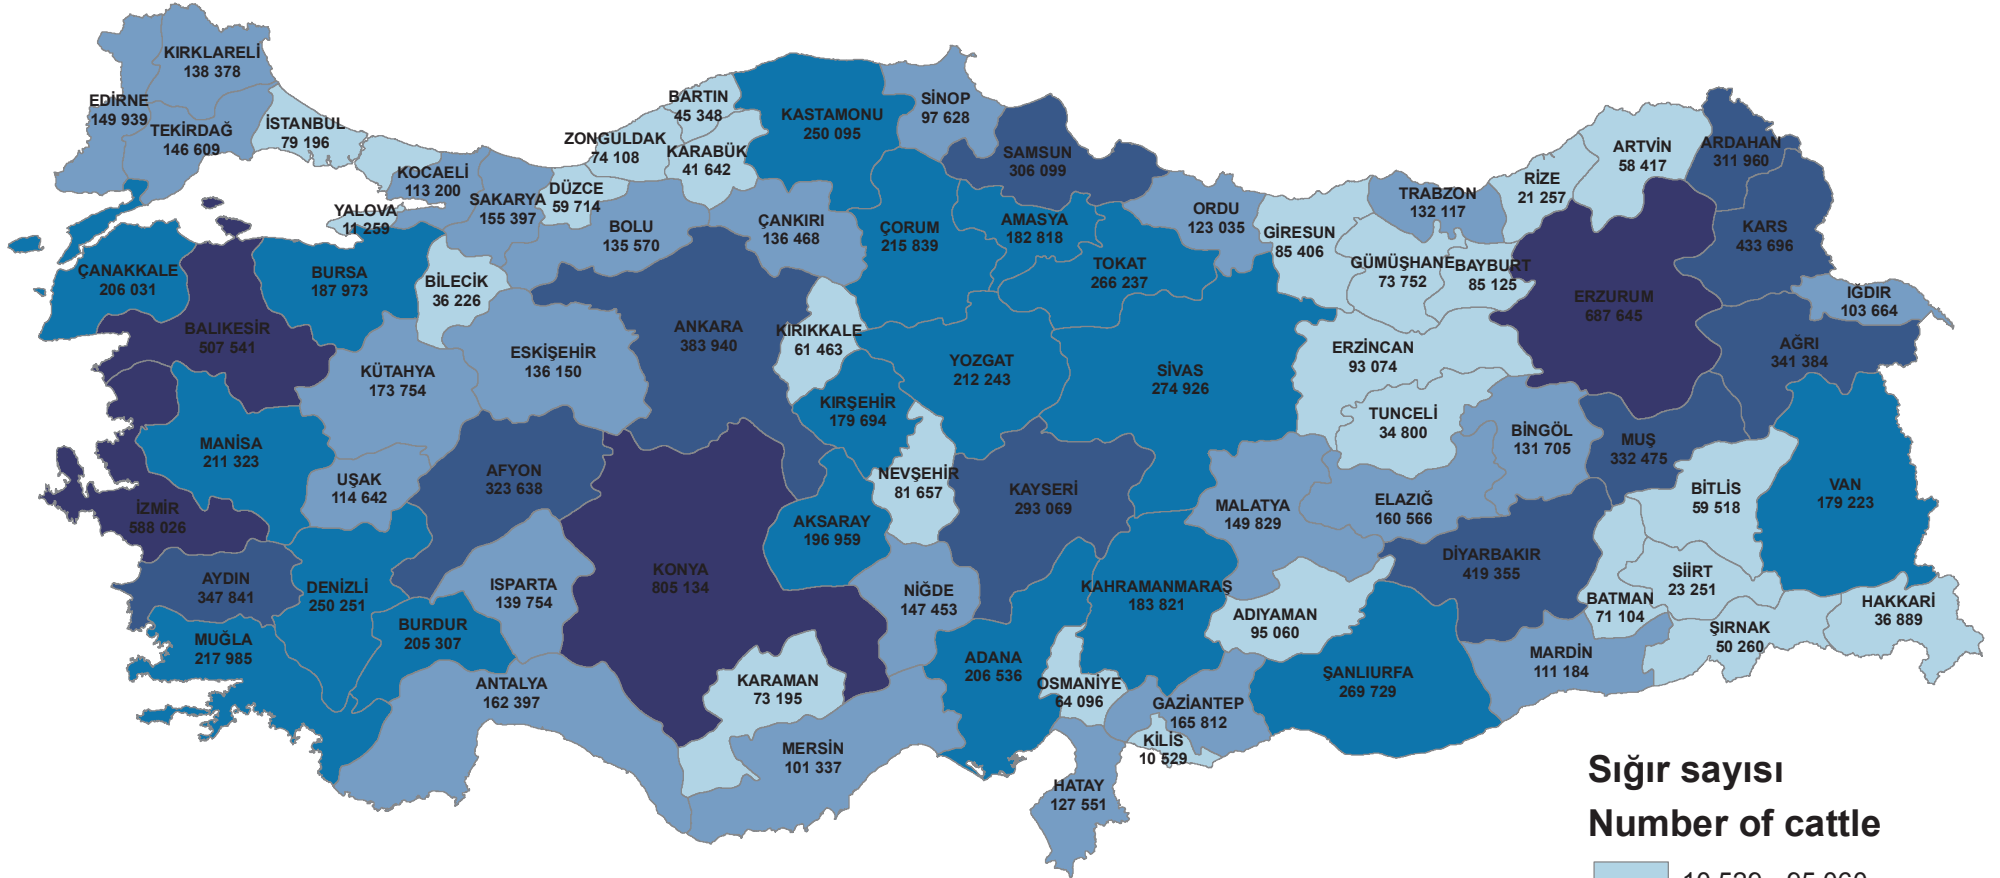 KIRKLARELİ
138 378
EDİRNE
149 939
TEKİRDAĞ
146 609
İSTANBUL
79 196
KOCAELİ
113 200
YALOVA
11 259
SAKARYA
155 397
DÜZCE
59 714
ZONGULDAK
74 108
BARTIN
45 348
KARABÜK
41 642
KASTAMONU
250 095
SİNOP
97 628
SAMSUN
306 099
BOLU
135 570
ÇANKIRI
136 468
ÇORUM
215 839
AMASYA
182 818
TOKAT
266 237
ORDU
123 035
GİRESUN
85 406
TRABZON
132 117
GÜMÜŞHANE
73 752
BAYBURT
85 125
RİZE
21 257
ARTVİN
58 417
ARDAHAN
311 960
KARS
433 696
IĞDIR
103 664
AĞRI
341 384
ERZURUM
687 645
ERZİNCAN
93 074
TUNCELİ
34 800
BİNGÖL
131 705
MUŞ
332 475
BİTLİS
59 518
VAN
179 223
ÇANAKKALE
206 031
BALIKESİR
507 541
BURSA
187 973
BİLECİK
36 226
KÜTAHYA
173 754
ESKİŞEHİR
136 150
ANKARA
383 940
KIRIKKALE
61 463
KIRŞEHİR
179 694
YOZGAT
212 243
SİVAS
274 926
MANİSA
211 323
UŞAK
114 642
AFYON
323 638
İZMİR
588 026
AYDIN
347 841
DENİZLİ
250 251
MUĞLA
217 985
BURDUR
205 307
ISPARTA
139 754
ANTALYA
162 397
KONYA
805 134
AKSARAY
196 959
NEVŞEHİR
81 657
NİĞDE
147 453
KAYSERİ
293 069
KARAMAN
73 195
MERSİN
101 337
ADANA
206 536
OSMANİYE
64 096
HATAY
127 551
KAHRAMANMARAŞ
183 821
GAZİANTEP
165 812
KİLİS
10 529
MALATYA
149 829
ELAZIĞ
160 566
ADIYAMAN
95 060
ŞANLIURFA
269 729
DİYARBAKIR
419 355
MARDİN
111 184
BATMAN
71 104
SİİRT
23 251
ŞIRNAK
50 260
HAKKARİ
36 889
Sığır sayısı
Number of cattle
10 529 - 95 060